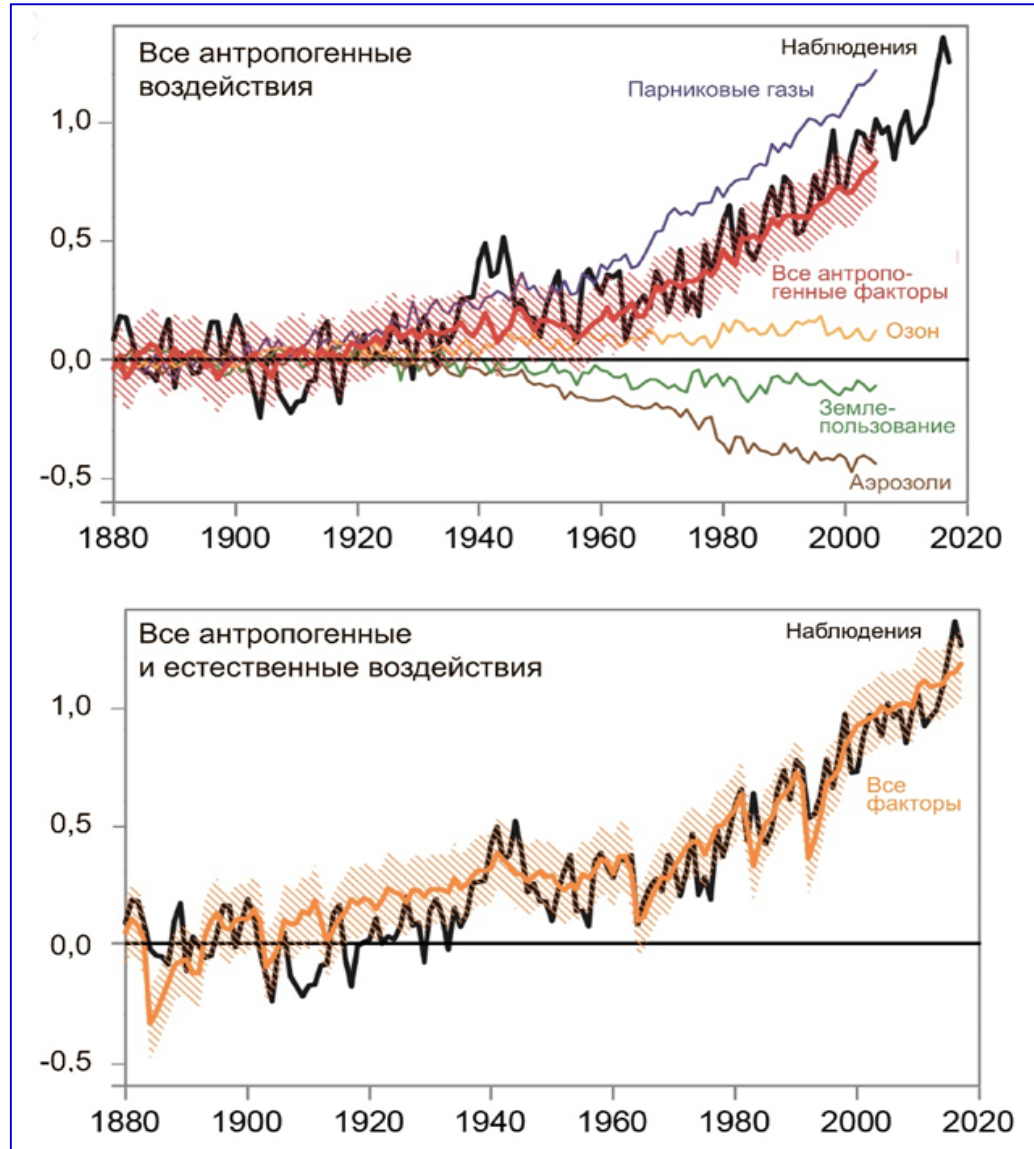 Все антропогенные
воздействия
Наблюдения
Парниковые газы
1,0
0,5
Все антропо-
генные факторы
Озон
0,0
Земле-
пользование
-0,5
Аэрозоли
1880 1900 1920 1940 1960 1980 2000 2020
Все антропогенные
и естественные воздействия
Наблюдения
1,0
Все
факторы
0,5
0,0
-0,5
1880 1900 1920 1940 1960 1980 2000 2020